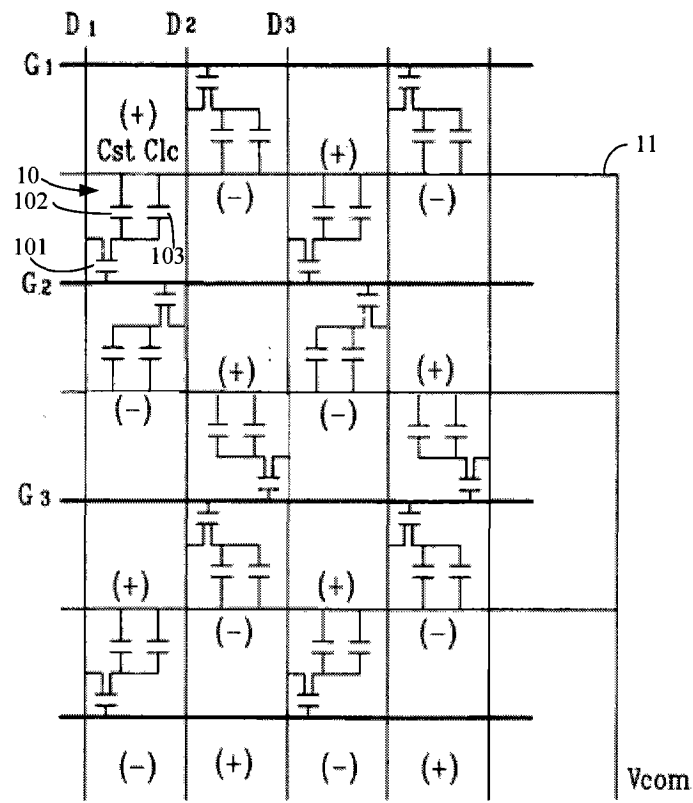 D1 D2 D3
G1
(+)
Cst Clc
(+)
11
10
(-) (-)
102
101
103
G2
(+) (+)
(-) (-)
G3
(+) (+)
(-) (-)
(-) (+) (-) (+)
Vcom